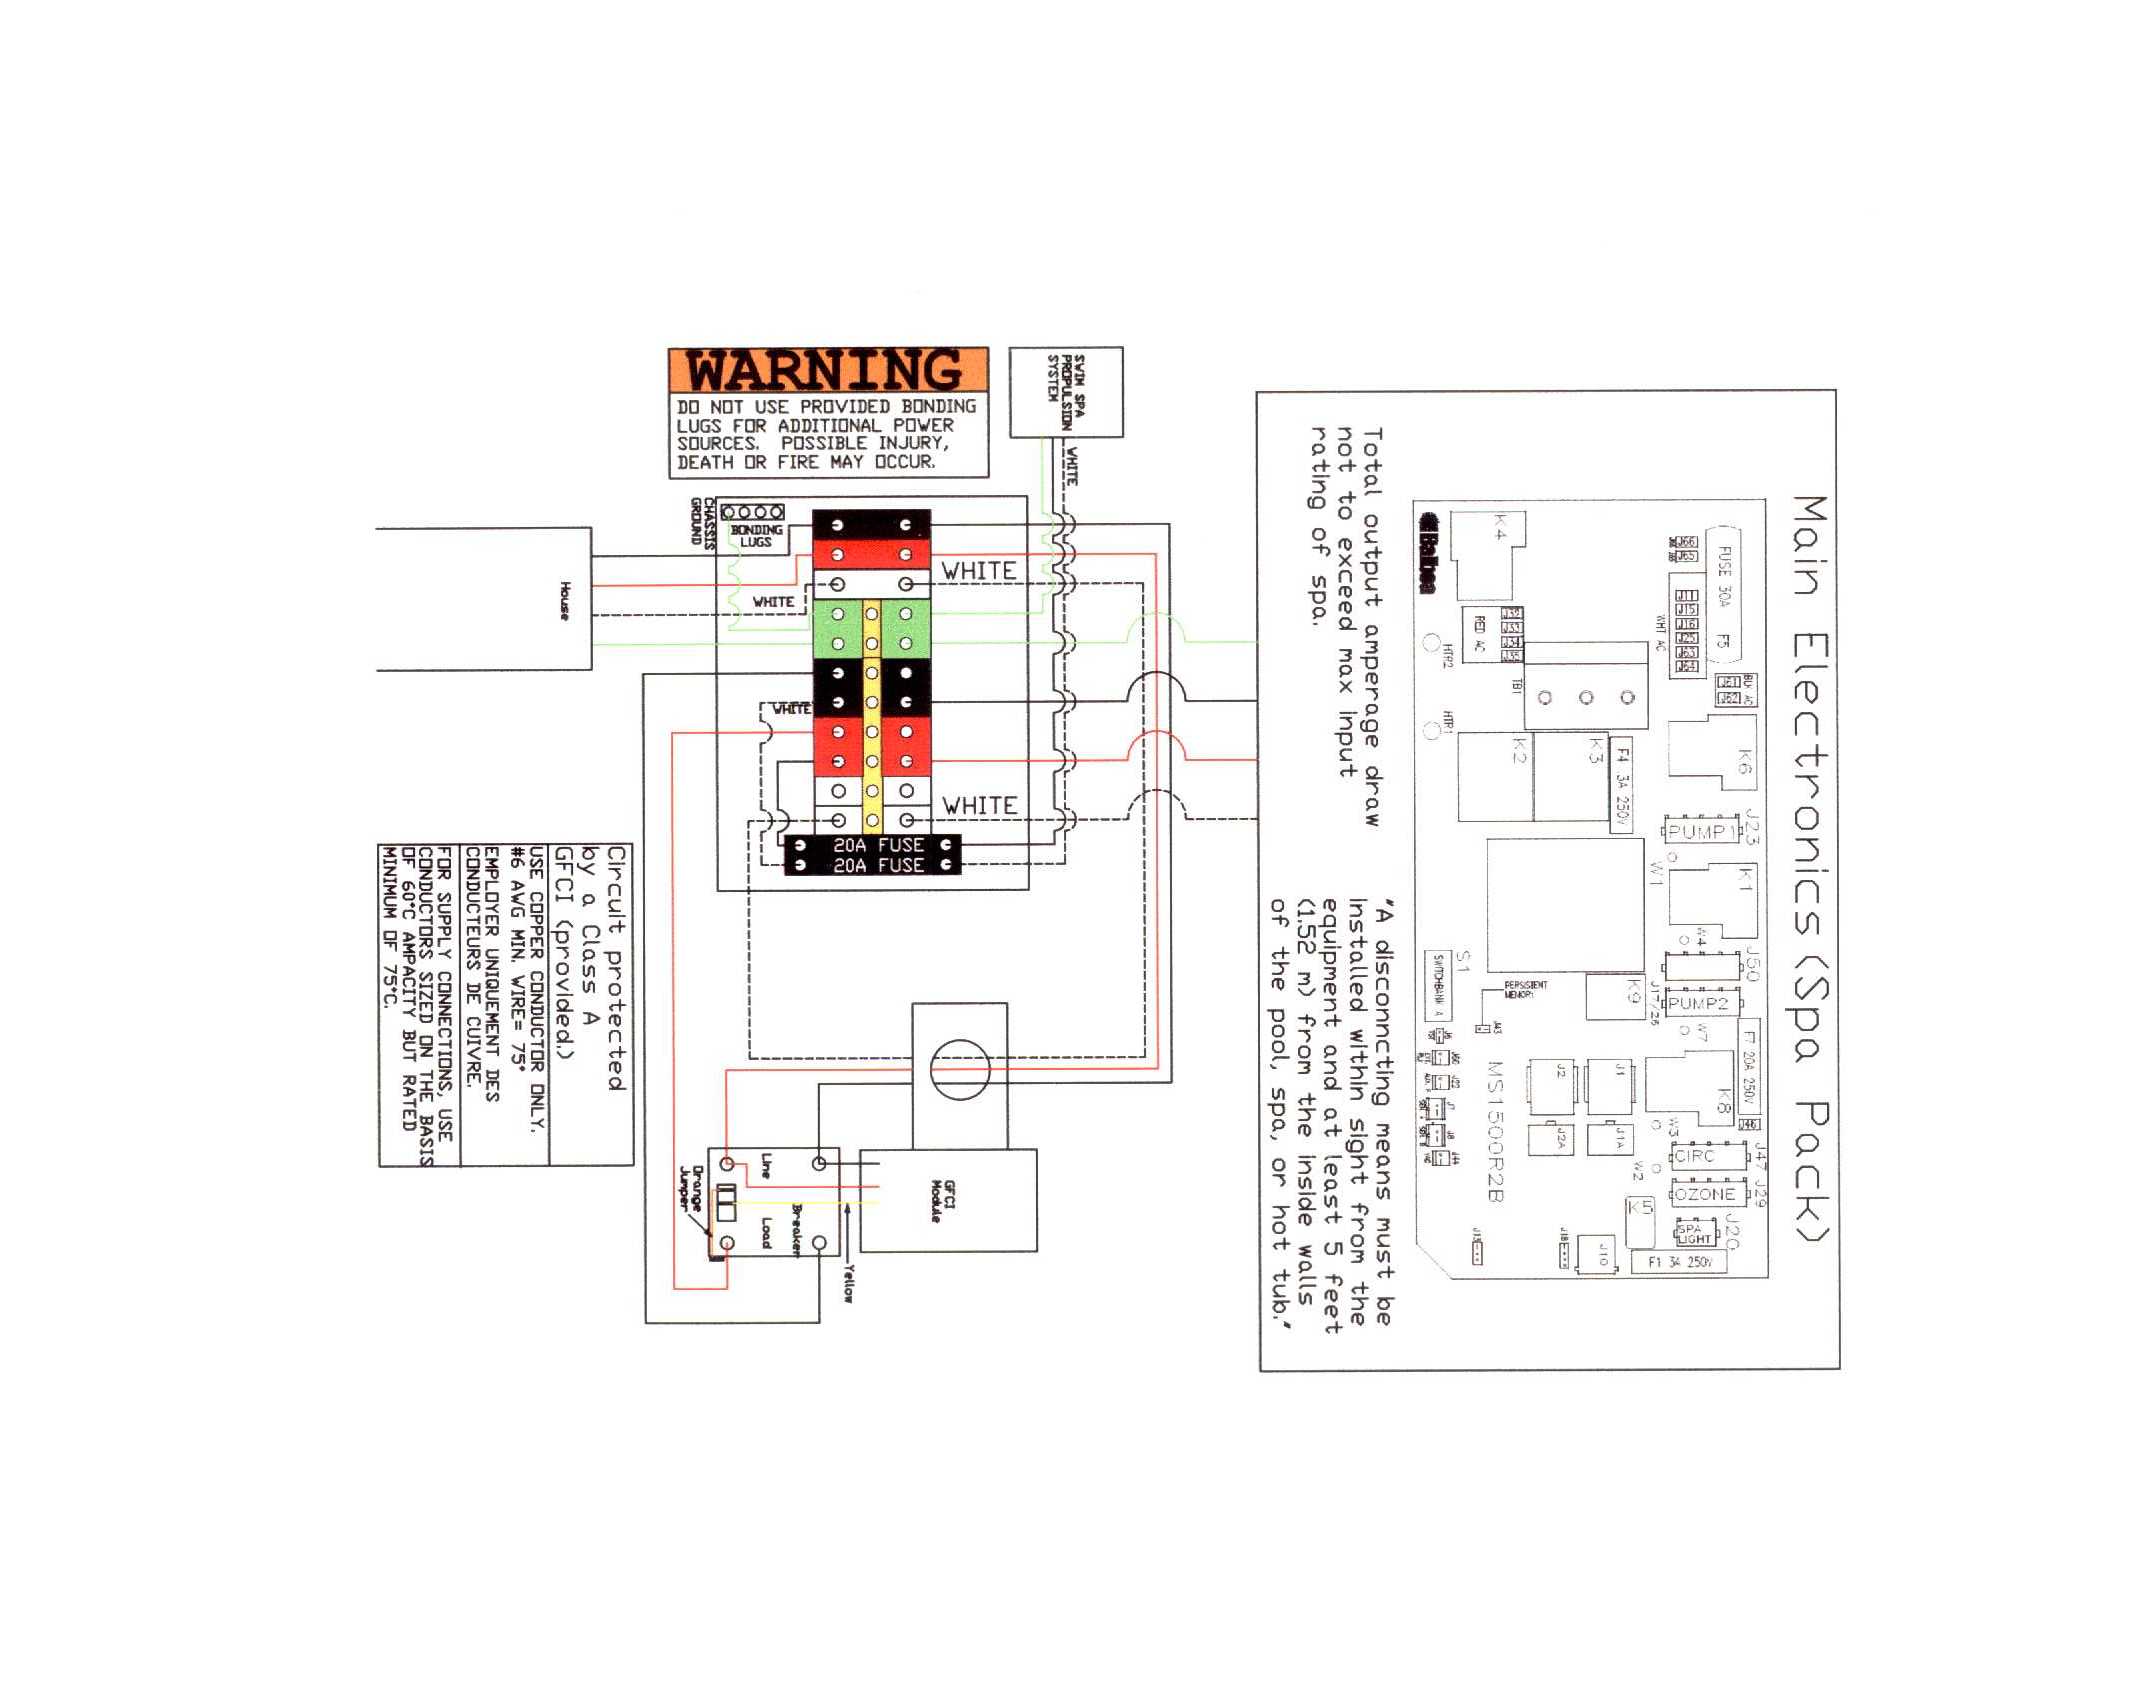 WARNING
DO NOT USE PROVIDED BONDING
LUGS FOR ADDITIONAL POWER
SOURCES. POSSIBLE INJURY,
DEATH OR FIRE MAY OCCUR.
SWIM SPA
PROPULSION
SYSTEM
WHITE
CHASSIS
GROUND
BONDING
LUGS
WHITE
WHITE
WHITE
WHITE
20A FUSE
20A FUSE
House
Circuit protected
by a Class A
GFCI (provided.)
USE COPPER CONDUCTOR ONLY.
#6 AWG MIN. WIRE= 75°
EMPLOYER UNIQUEMENT DES
CONDUCTEURS DE CUIVRE.
FOR SUPPLY CONNECTIONS, USE
CONDUCTORS SIZED ON THE BASIS
OF 60°C AMPACITY BUT RATED
MINIMUM OF 75°C.
GFCI
Module
Line
Load
Breaker
Orange
Jumper
Yellow
Main Electronics (Spa Pack)
Total output amperage draw
not to exceed max input
rating of spa.
"A disconncting means must be
installed within sight from the
equipment and at least 5 feet
(1.52 m) from the inside walls
of the pool, spa, or hot tub."
Balboa
K4
J66
J65
FUSE 30A F5
J11
J15
J16
J25
J63
J64
WHT AC
J32
J33
J34
J35
RED AC
HTR2
HTR1
TB1
J61
J62
BLK AC
K6
K2
K3
F4 3A 250V
J23
PUMP1
W1
K1
W4
J50
PUMP2
J17/26
K9
W7
F7 20A 250V
K8
J46
W3
J47
CIRC
W2
J29
OZONE
K5
J20
SPA
LIGHT
F1 3A 250V
J10
J18
J13
J1
J2
J1A
J2A
MS1500R2B
S1
SWITCHBANK A
PERSISTENT
J43
J22
J7
J8
J44